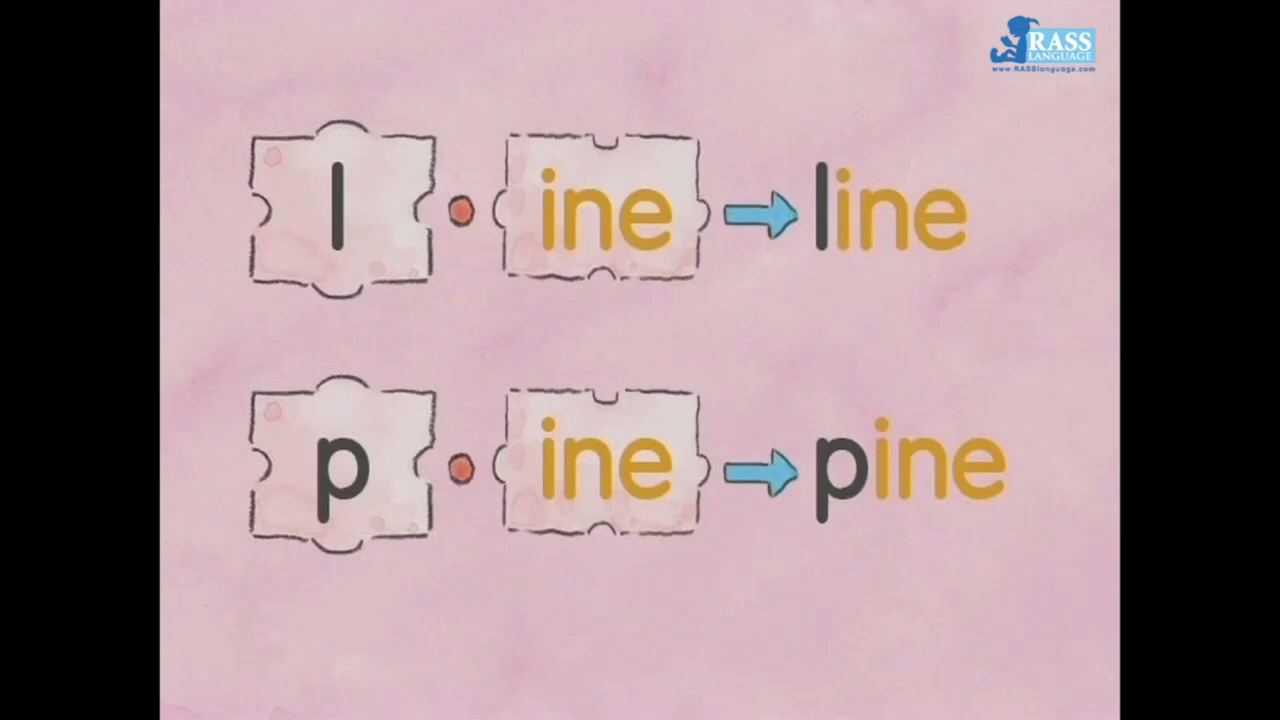 RASS
LANGUAGE
www.RASSlanguage.com
l • ine → line
p • ine → pine